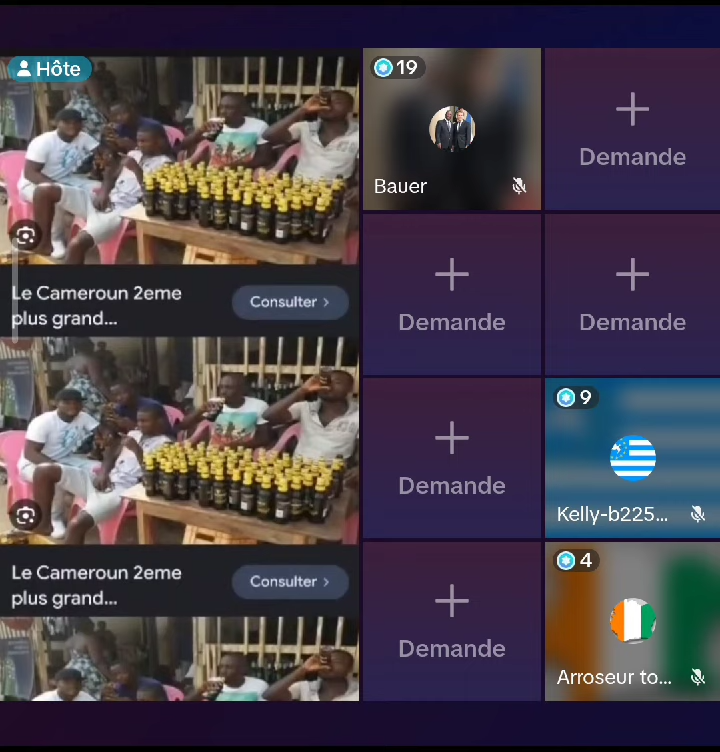 Hôte
19
Bauer
Demande
Le Cameroun 2eme
plus grand...
Consulter >
Demande
Demande
Demande
9
Kelly-b225...
Le Cameroun 2eme
plus grand...
Consulter >
Demande
4
Arroseur to...